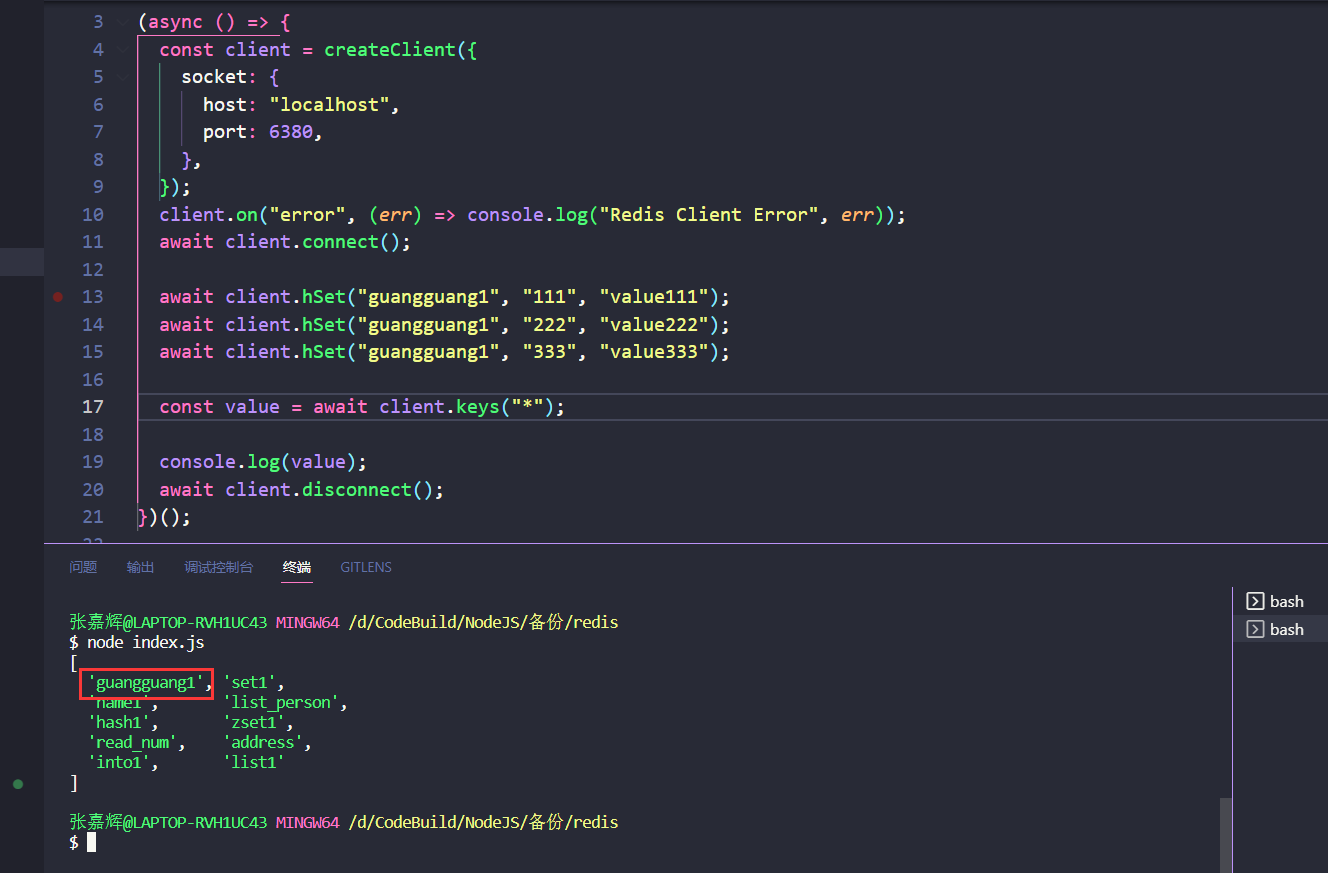 3 (async () => {
4 const client = createClient({
5 socket: {
6 host: "localhost",
7 port: 6380,
8 },
9 });
10 client.on("error", (err) => console.log("Redis Client Error", err));
11 await client.connect();
12
13 await client.hSet("guangguang1", "111", "value111");
14 await client.hSet("guangguang1", "222", "value222");
15 await client.hSet("guangguang1", "333", "value333");
16
17 const value = await client.keys("*");
18
19 console.log(value);
20 await client.disconnect();
21 })();
22
问题 输出 调试控制台 终端 GITLENS
bash
bash
张嘉辉@LAPTOP-RVH1UC43 MINGW64 /d/CodeBuild/NodeJS/备份/redis
$ node index.js
[
'guangguang1', 'set1',
'name1', 'list_person',
'hash1', 'zset1',
'read_num', 'address',
'into1', 'list1'
]
张嘉辉@LAPTOP-RVH1UC43 MINGW64 /d/CodeBuild/NodeJS/备份/redis
$